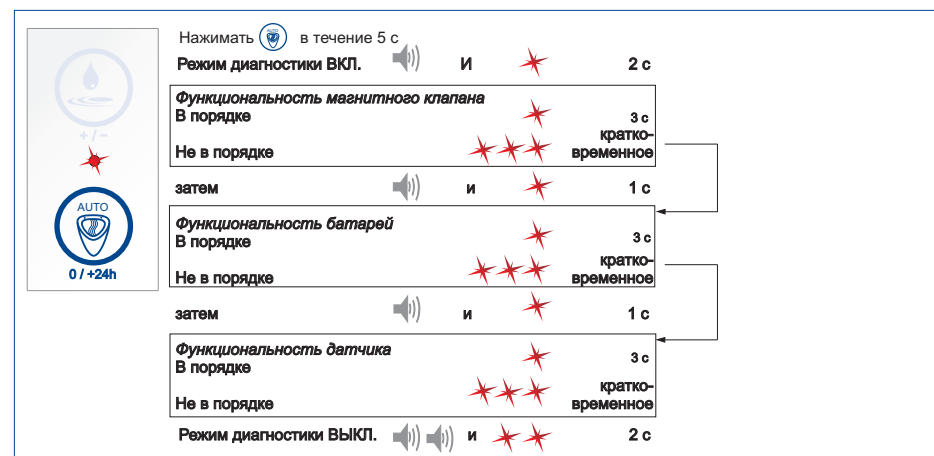 Нажимать в течение 5 с
Режим диагностики ВКЛ. И 2 с
+ / -
Функциональность магнитного клапана
В порядке 3 с
Не в порядке кратко-
временное
затем и 1 с
AUTO
0 / +24h
Функциональность батарей
В порядке 3 с
Не в порядке кратко-
временное
затем и 1 с
Функциональность датчика
В порядке 3 с
Не в порядке кратко-
временное
Режим диагностики ВЫКЛ. и 2 с